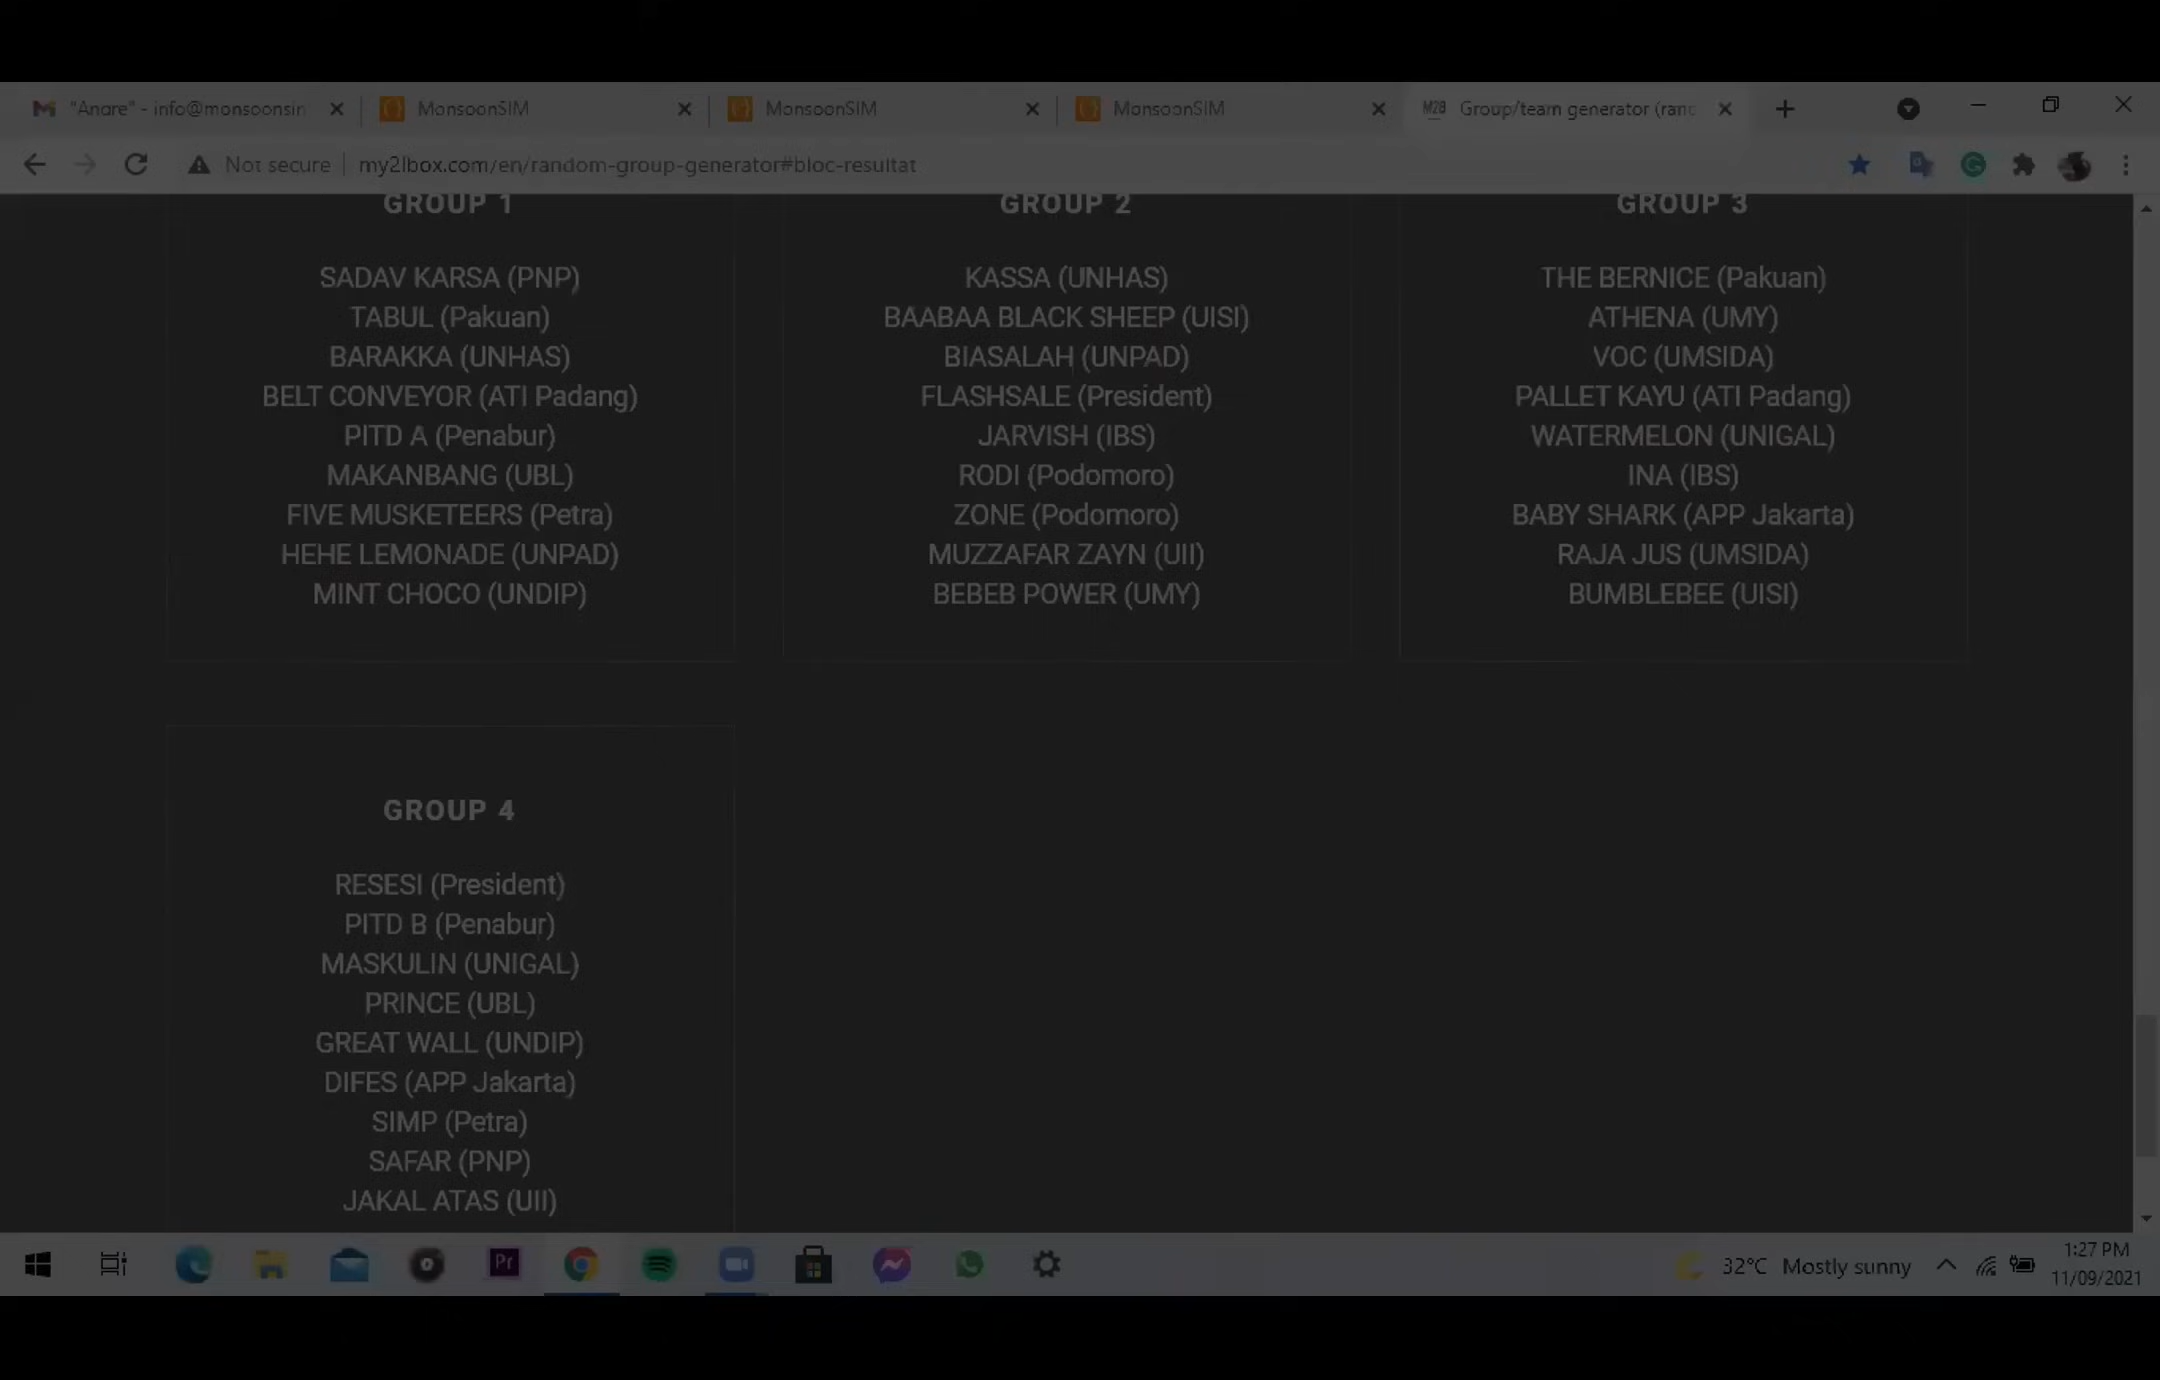 "Anare" - info@monsoonsin
MonsoonSIM
MonsoonSIM
MonsoonSIM
M2B Group/team generator (ranc
Not secure
my2lbox.com/en/random-group-generator#bloc-resultat
GROUP 1
SADAV KARSA (PNP)
TABUL (Pakuan)
BARAKKA (UNHAS)
BELT CONVEYOR (ATI Padang)
PITD A (Penabur)
MAKANBANG (UBL)
FIVE MUSKETEERS (Petra)
HEHE LEMONADE (UNPAD)
MINT CHOCO (UNDIP)
GROUP 2
KASSA (UNHAS)
BAABAA BLACK SHEEP (UISI)
BIASALAH (UNPAD)
FLASHSALE (President)
JARVISH (IBS)
RODI (Podomoro)
ZONE (Podomoro)
MUZZAFAR ZAYN (UII)
BEBEB POWER (UMY)
GROUP 3
THE BERNICE (Pakuan)
ATHENA (UMY)
VOC (UMSIDA)
PALLET KAYU (ATI Padang)
WATERMELON (UNIGAL)
INA (IBS)
BABY SHARK (APP Jakarta)
RAJA JUS (UMSIDA)
BUMBLEBEE (UISI)
GROUP 4
RESESI (President)
PITD B (Penabur)
MASKULIN (UNIGAL)
PRINCE (UBL)
GREAT WALL (UNDIP)
DIFES (APP Jakarta)
SIMP (Petra)
SAFAR (PNP)
JAKAL ATAS (UII)
Pr
32°C Mostly sunny
1:27 PM
11/09/2021